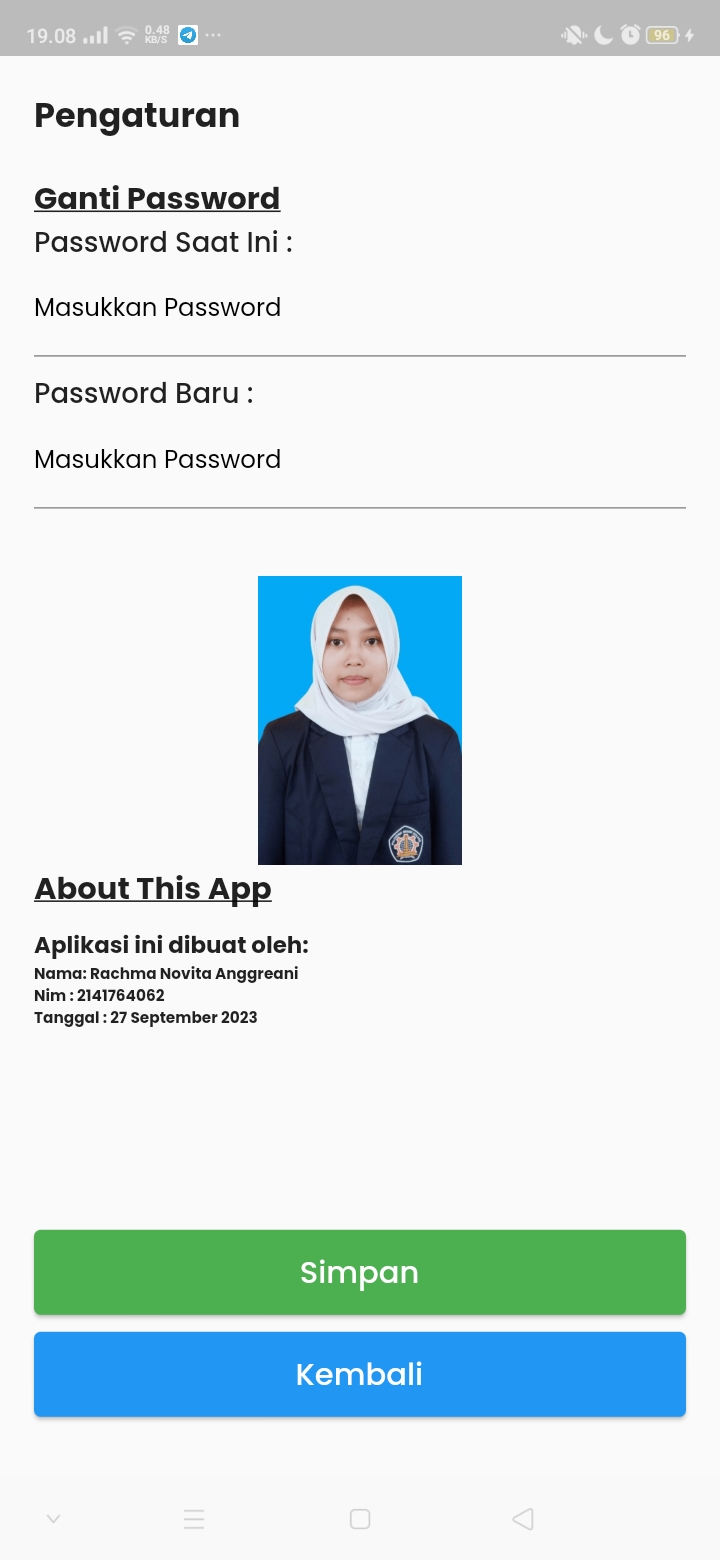 19.08 0.48 KB/S ... 96
Pengaturan
Ganti Password
Password Saat Ini :
Masukkan Password
Password Baru :
Masukkan Password
About This App
Aplikasi ini dibuat oleh:
Nama: Rachma Novita Anggreani
Nim : 2141764062
Tanggal : 27 September 2023
Simpan
Kembali